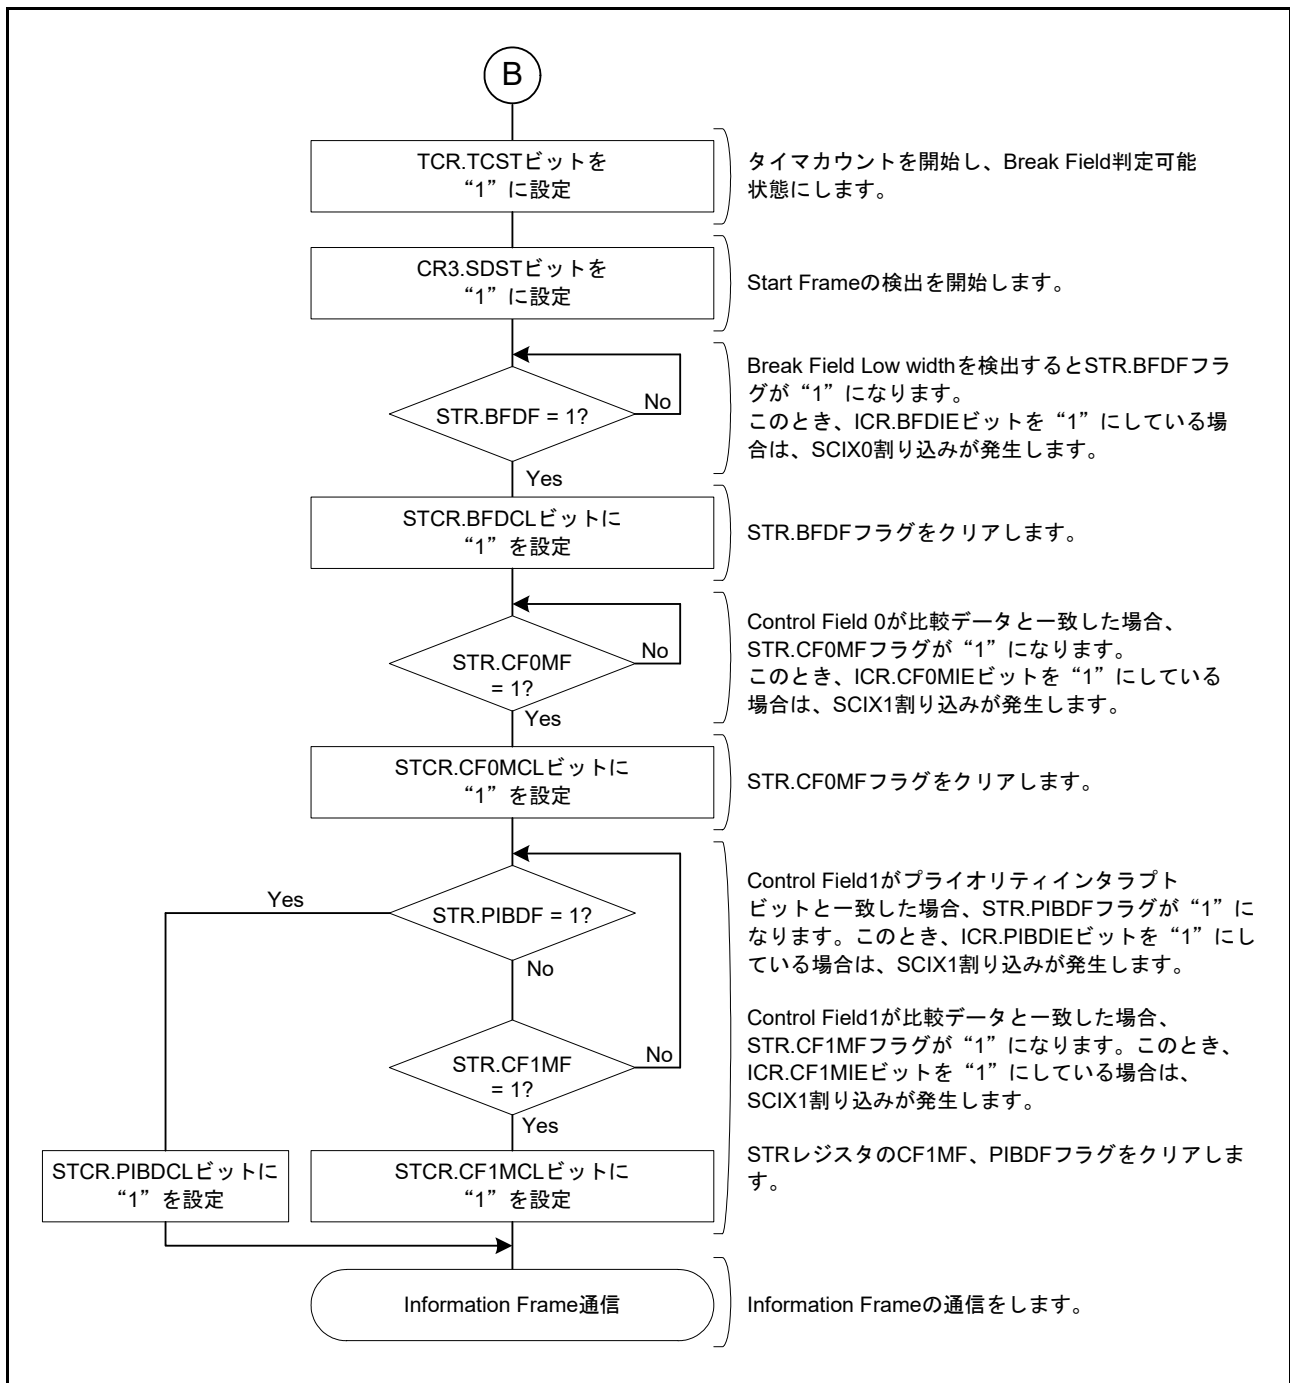 B
TCR.TCSTビットを
“1”に設定
タイマカウントを開始し、Break Field判定可能
状態にします。
CR3.SDSTビットを
“1”に設定
Start Frameの検出を開始します。
STR.BFDF = 1?
No
Yes
Break Field Low widthを検出するとSTR.BFDFフラ
グが“1”になります。
このとき、ICR.BFDIEビットを“1”にしている場
合は、SCIX0割り込みが発生します。
STCR.BFDCLビットに
“1”を設定
STR.BFDFフラグをクリアします。
STR.CF0MF
= 1?
No
Yes
Control Field 0が比較データと一致した場合、
STR.CF0MFフラグが“1”になります。
このとき、ICR.CF0MIEビットを“1”にしている
場合は、SCIX1割り込みが発生します。
STCR.CF0MCLビットに
“1”を設定
STR.CF0MFフラグをクリアします。
STR.PIBDF = 1?
Yes
No
Control Field1がプライオリティインタラプト
ビットと一致した場合、STR.PIBDFフラグが“1”に
なります。このとき、ICR.PIBDIEビットを“1”にし
ている場合は、SCIX1割り込みが発生します。
STR.CF1MF
= 1?
No
Yes
Control Field1が比較データと一致した場合、
STR.CF1MFフラグが“1”になります。このとき、
ICR.CF1MIEビットを“1”にしている場合は、
SCIX1割り込みが発生します。
STCR.PIBDCLビットに
“1”を設定
STCR.CF1MCLビットに
“1”を設定
STRレジスタのCF1MF、PIBDFフラグをクリアしま
す。
Information Frame通信
Information Frameの通信をします。